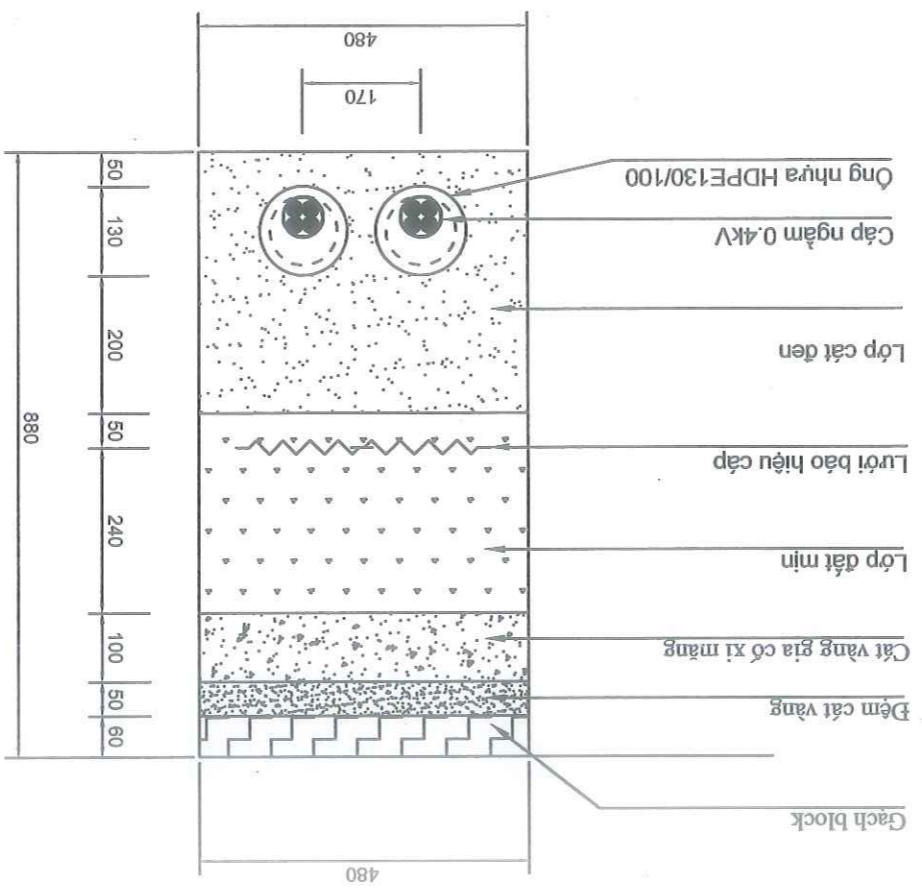 480
Gạch block
Đệm cát vàng
Cát vàng gia cố xi măng
Lớp đất mịn
Lưới báo hiệu cáp
Lớp cát đen
Cáp ngầm 0.4kV
Ống nhựa HDPE130/100
60
50
100
240
50
200
130
50
880
170
480